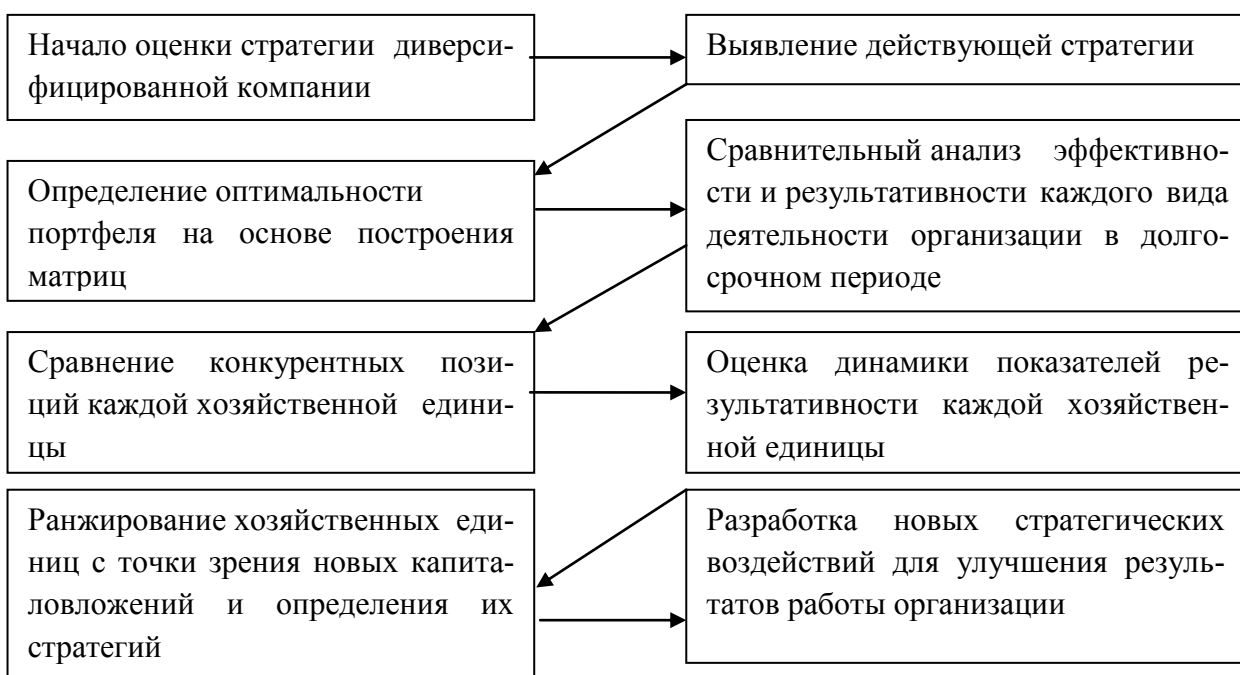 Начало оценки стратегии диверси-
фицированной компании
Выявление действующей стратегии
Определение оптимальности
портфеля на основе построения
матриц
Сравнительный анализ эффективно-
сти и результативности каждого вида
деятельности организации в долго-
срочном периоде
Сравнение конкурентных пози-
ций каждой хозяйственной едини-
цы
Оценка динамики показателей ре-
зультативности каждой хозяйствен-
ной единицы
Ранжирование хозяйственных еди-
ниц с точки зрения новых капита-
ловложений и определения их
стратегий
Разработка новых стратегических
воздействий для улучшения резуль-
татов работы организации